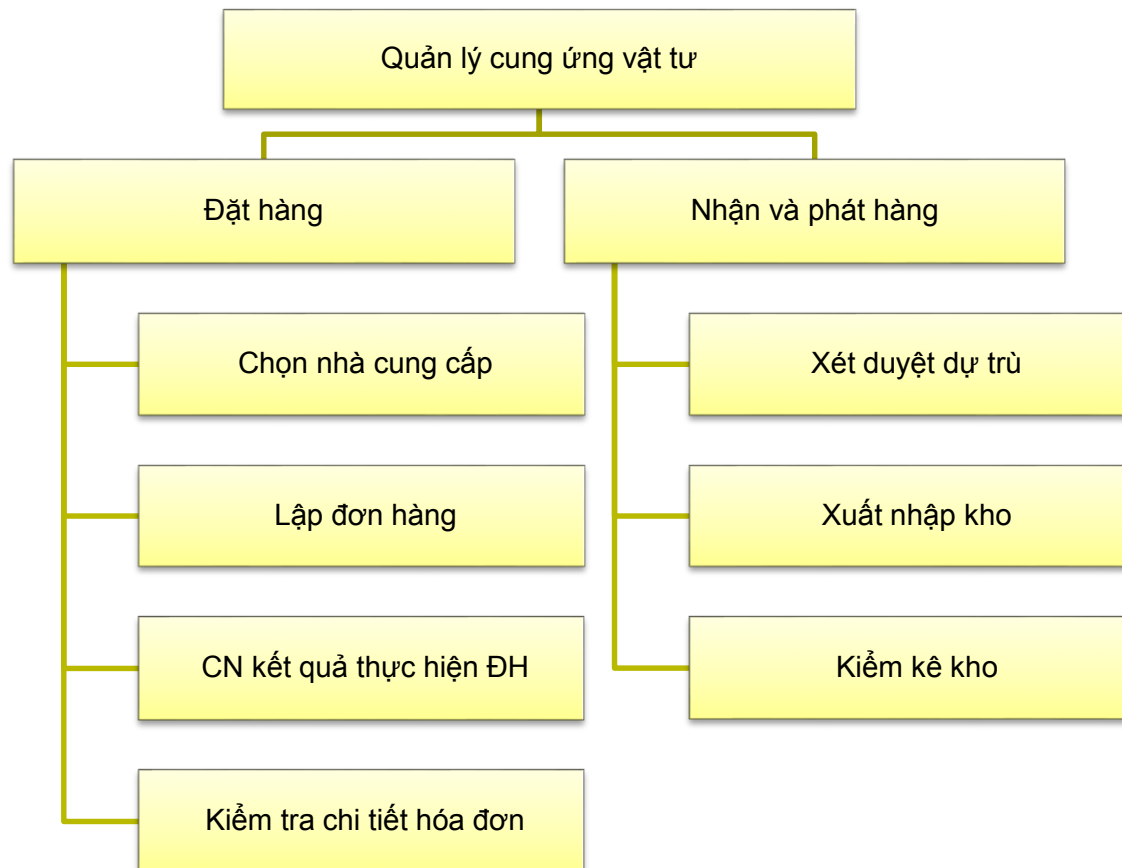 Quản lý cung ứng vật tư
Đặt hàng
Nhận và phát hàng
Chọn nhà cung cấp
Xét duyệt dự trù
Lập đơn hàng
Xuất nhập kho
CN kết quả thực hiện ĐH
Kiểm kê kho
Kiểm tra chi tiết hóa đơn